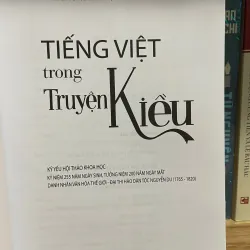 TIẾNG VIỆT
trong
Truyện Kiều
KỶ YẾU HỘI THẢO KHOA HỌC
KỶ NIỆM 255 NĂM NGÀY SINH, TƯỞNG NIỆM 200 NĂM NGÀY MẤT
DANH NHÂN VĂN HÓA THẾ GIỚI - ĐẠI THI HÀO DÂN TỘC NGUYỄN DU (1765 - 1820)